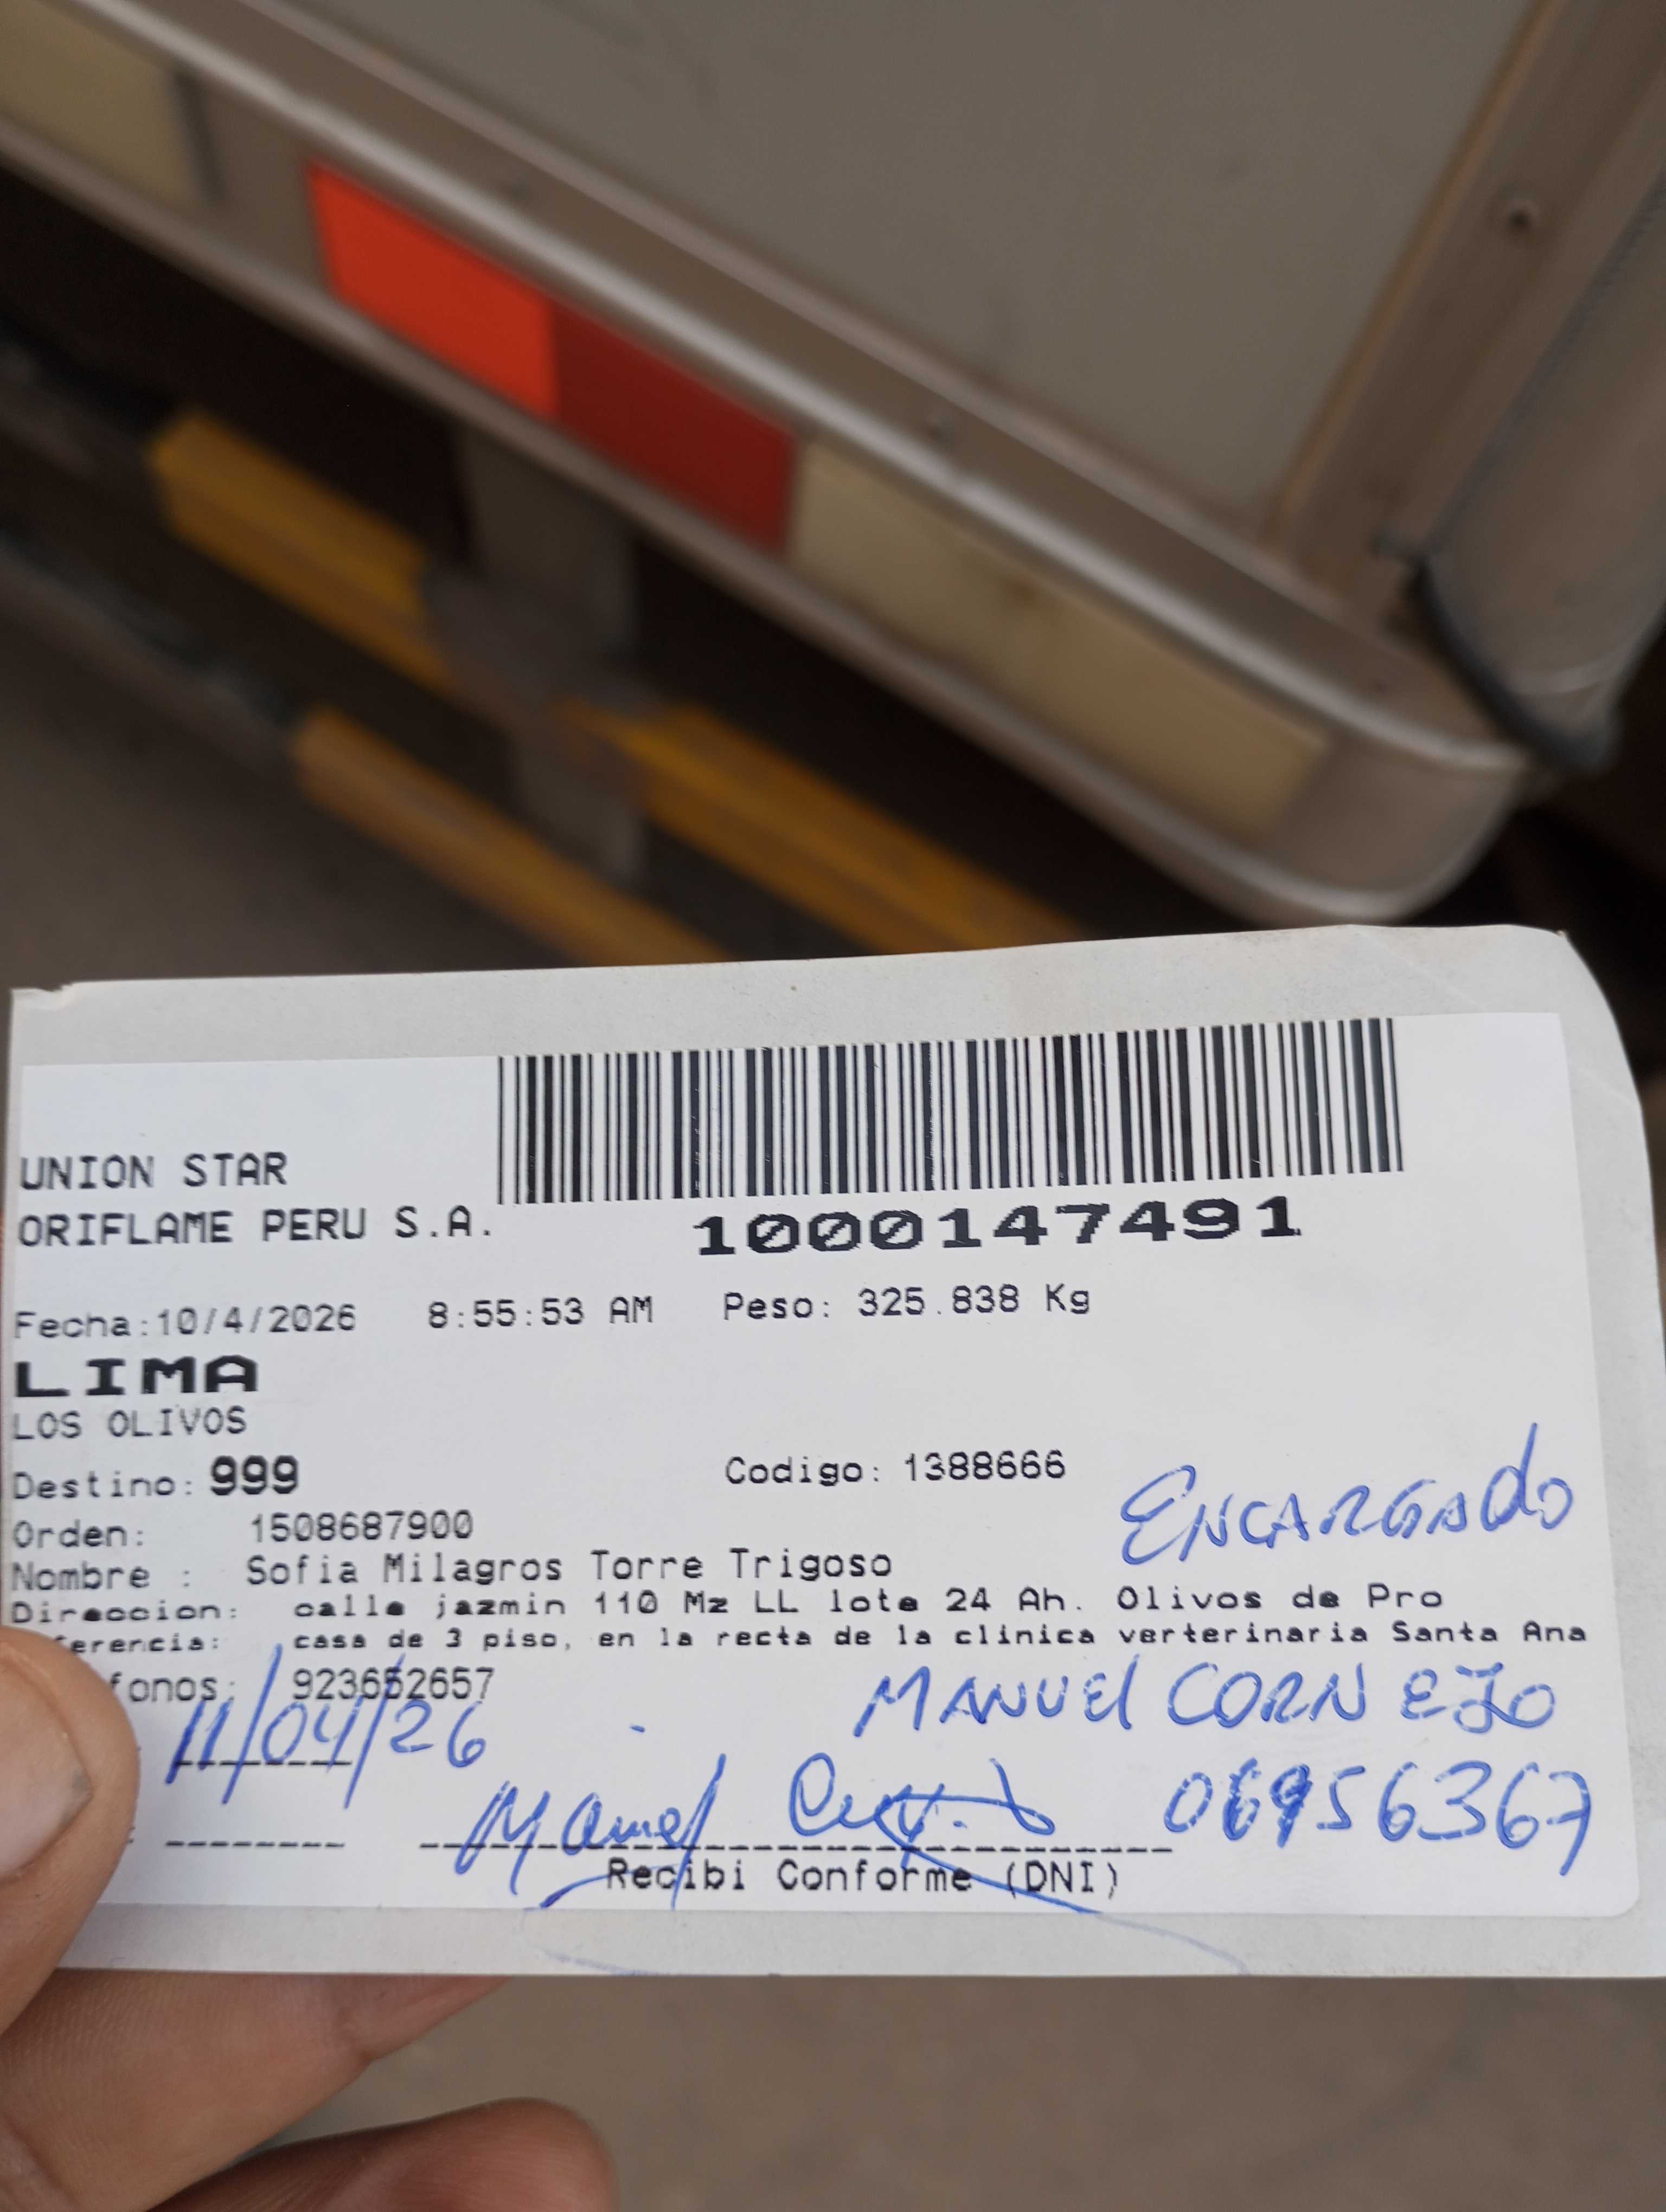 UNION STAR
ORIFLAME PERU S.A.
1000147491
Fecha:10/4/2026 8:55:53 AM Peso: 325.838 Kg
LIMA
LOS OLIVOS
Destino: 999 Codigo: 1388666
ENCARGADO
Orden: 1508687900
Nombre : Sofia Milagros Torre Trigoso
Direccion: calle jazmin 110 Mz LL lote 24 Ah. Olivos de Pro
erencia: casa de 3 piso, en la recta de la clinica verterinaria Santa Ana
fonos: 923652657
MANUEL CORNEJO
11/04/26
Manuel
Recibi Conforme (DNI)